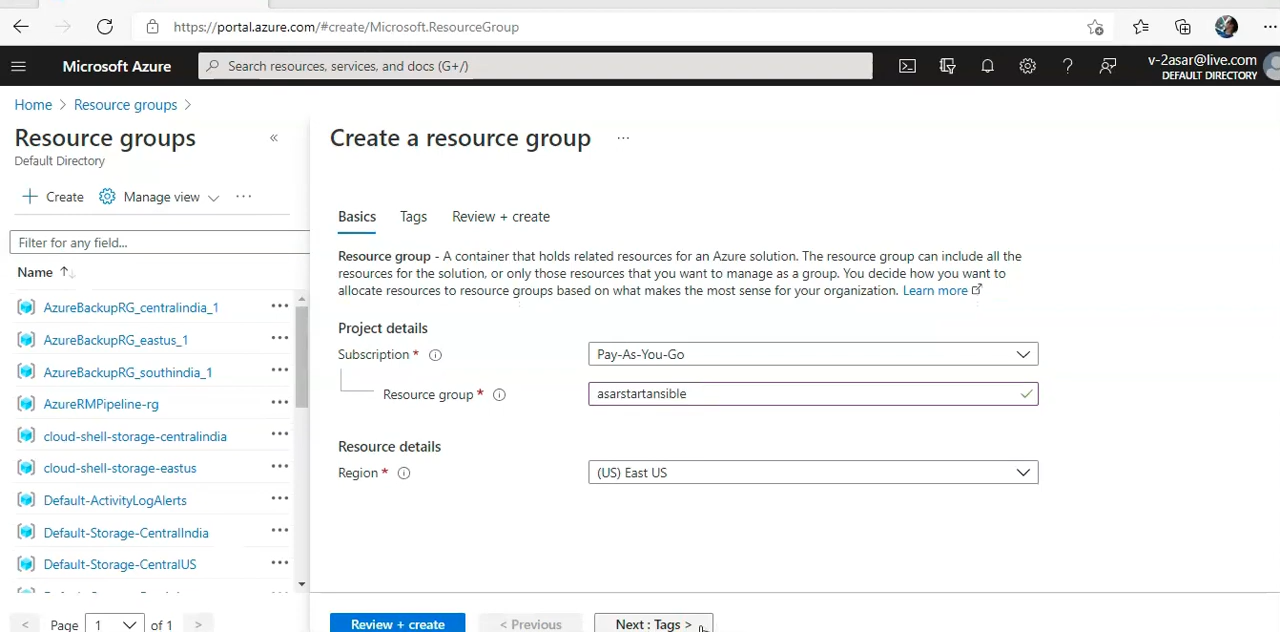 https://portal.azure.com/#create/Microsoft.ResourceGroup
Microsoft Azure
Search resources, services, and docs (G+/)
v-2asar@live.com
DEFAULT DIRECTORY
Home > Resource groups >
Resource groups
Default Directory
Create
Manage view
Filter for any field...
Name
AzureBackupRG_centralindia_1
AzureBackupRG_eastus_1
AzureBackupRG_southindia_1
AzureRMPipeline-rg
cloud-shell-storage-centralindia
cloud-shell-storage-eastus
Default-ActivityLogAlerts
Default-Storage-CentralIndia
Default-Storage-CentralUS
< Page 1 of 1 >
Create a resource group
Basics Tags Review + create
Resource group - A container that holds related resources for an Azure solution. The resource group can include all the
resources for the solution, or only those resources that you want to manage as a group. You decide how you want to
allocate resources to resource groups based on what makes the most sense for your organization. Learn more
Project details
Subscription * Pay-As-You-Go
Resource group * asarstartansible
Resource details
Region * (US) East US
Review + create
< Previous
Next : Tags >